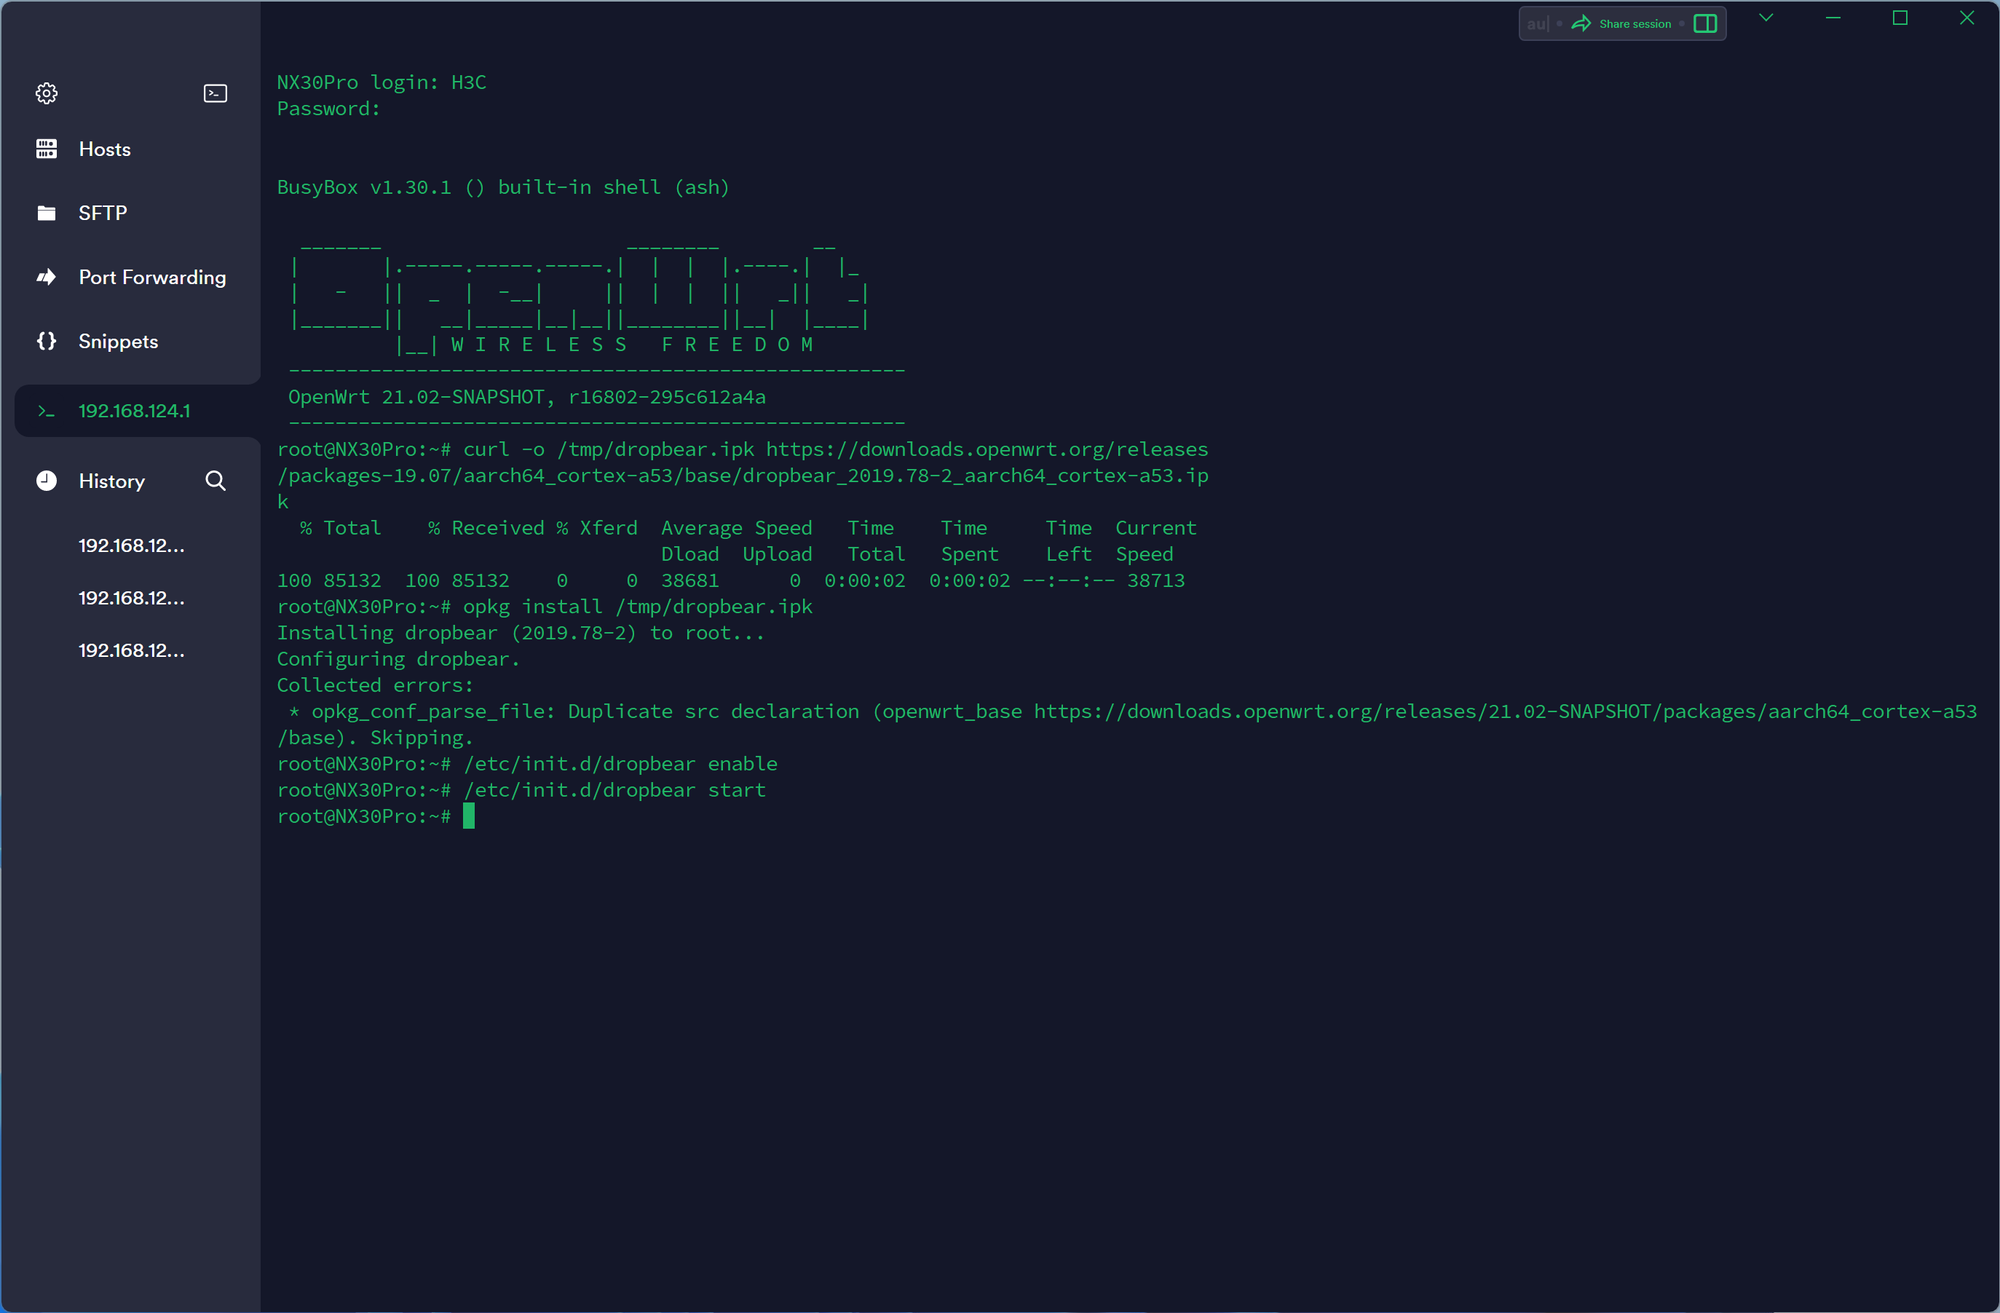 au
Share session
Hosts
SFTP
Port Forwarding
Snippets
192.168.124.1
History
192.168.12...
192.168.12...
192.168.12...
NX30Pro login: H3C
Password:
BusyBox v1.30.1 () built-in shell (ash)
  _______                     ________        __
 |       |.-----.-----.-----.|  |  |  |.----.|  |_
 |   -   ||  _  |  -__|     ||  |  |  ||   _||   _|
 |_______||   __|_____|__|__||________||__|  |____|
          |__| W I R E L E S S   F R E E D O M
 -----------------------------------------------------
 OpenWrt 21.02-SNAPSHOT, r16802-295c612a4a
 -----------------------------------------------------
root@NX30Pro:~# curl -o /tmp/dropbear.ipk https://downloads.openwrt.org/releases
/packages-19.07/aarch64_cortex-a53/base/dropbear_2019.78-2_aarch64_cortex-a53.ip
k
  % Total    % Received % Xferd  Average Speed   Time    Time     Time  Current
                                 Dload  Upload   Total   Spent    Left  Speed
100 85132  100 85132    0     0  38681      0  0:00:02  0:00:02 --:--:-- 38713
root@NX30Pro:~# opkg install /tmp/dropbear.ipk
Installing dropbear (2019.78-2) to root...
Configuring dropbear.
Collected errors:
 * opkg_conf_parse_file: Duplicate src declaration (openwrt_base https://downloads.openwrt.org/releases/21.02-SNAPSHOT/packages/aarch64_cortex-a53
/base). Skipping.
root@NX30Pro:~# /etc/init.d/dropbear enable
root@NX30Pro:~# /etc/init.d/dropbear start
root@NX30Pro:~#